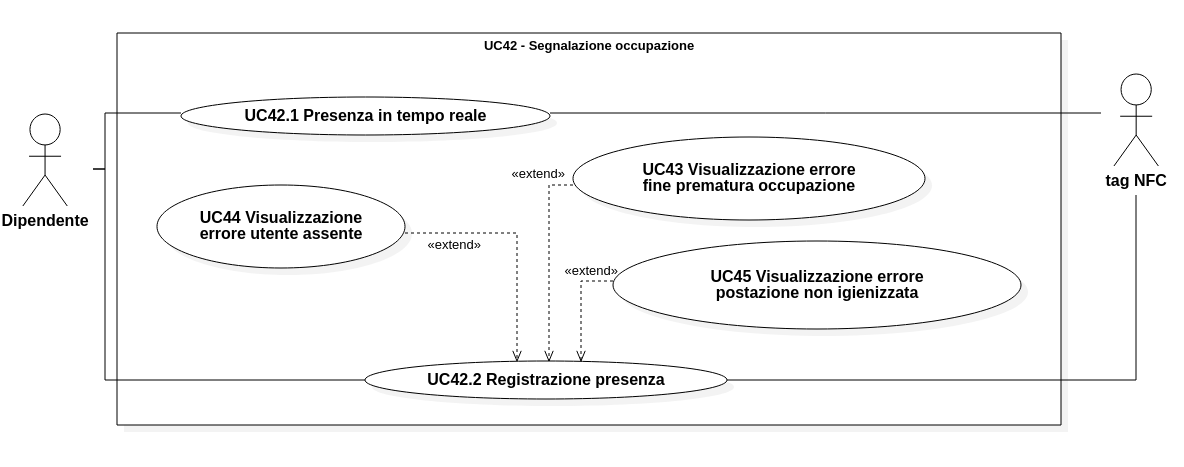 UC42 - Segnalazione occupazione
UC42.1 Presenza in tempo reale
Dipendente
tag NFC
«extend»
UC43 Visualizzazione errore
fine prematura occupazione
UC44 Visualizzazione
errore utente assente
«extend»
«extend»
UC45 Visualizzazione errore
postazione non igienizzata
UC42.2 Registrazione presenza